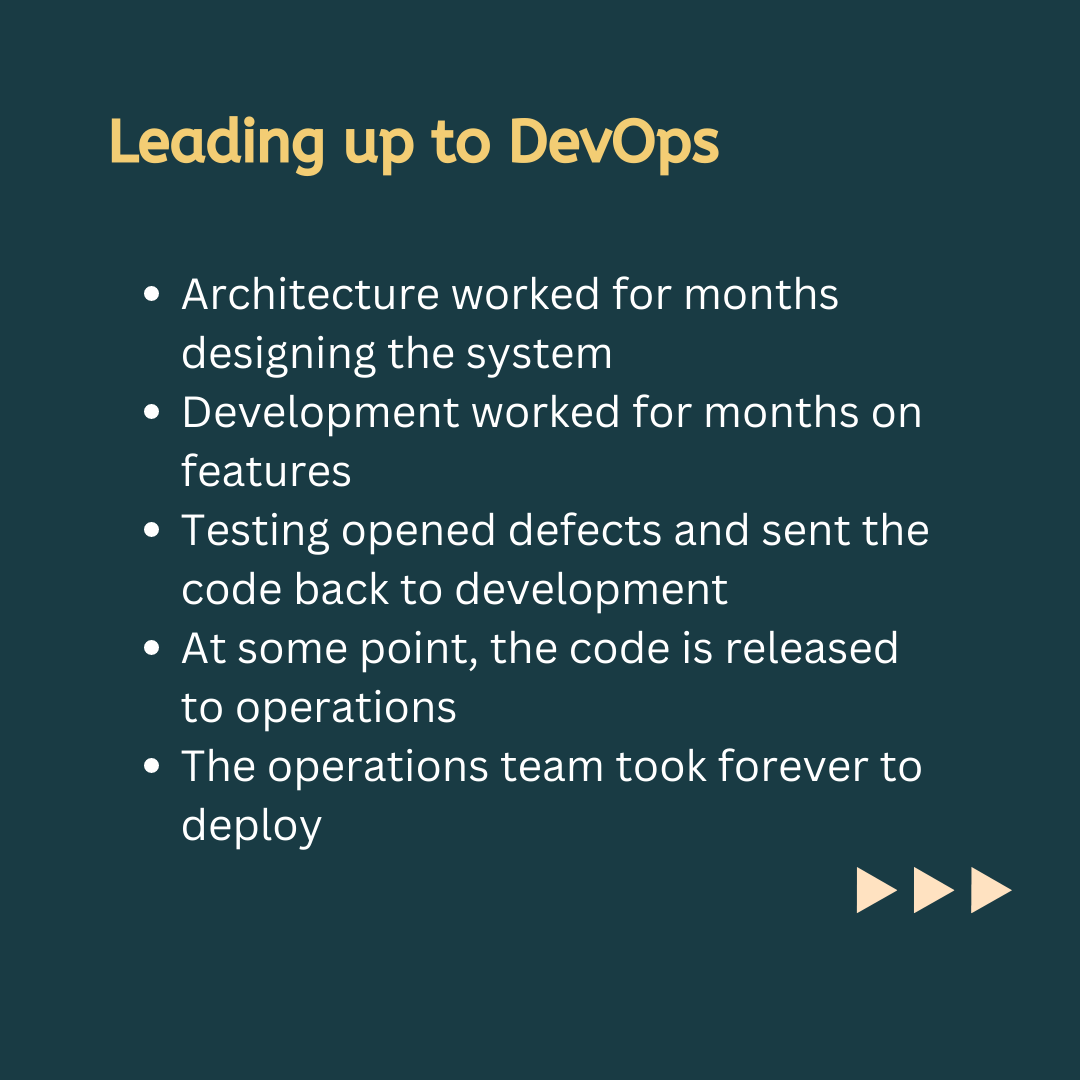 Leading up to DevOps
• Architecture worked for months
designing the system
• Development worked for months on
features
• Testing opened defects and sent the
code back to development
• At some point, the code is released
to operations
• The operations team took forever to
deploy